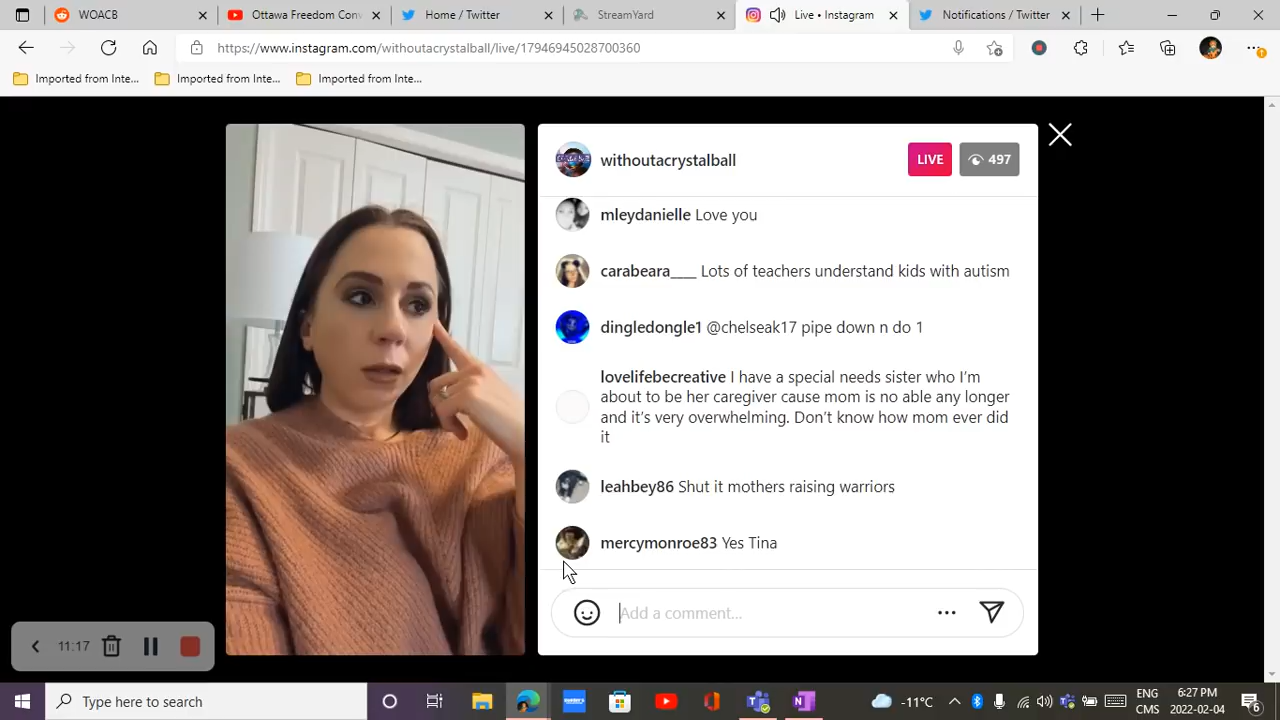 WOACB
Ottawa Freedom Con
Home / Twitter
StreamYard
Live • Instagram
Notifications / Twitter
https://www.instagram.com/withoutacrystalball/live/17946945028700360
Imported from Inte...
Imported from Inte...
Imported from Inte...
withoutacrystalball
LIVE
497
mleydanielle Love you
carabeara____ Lots of teachers understand kids with autism
dingledongle1 @chelseak17 pipe down n do 1
lovelifebecreative I have a special needs sister who I'm
about to be her caregiver cause mom is no able any longer
and it's very overwhelming. Don't know how mom ever did
it
leahbey86 Shut it mothers raising warriors
mercymonroe83 Yes Tina
Add a comment...
11:17
Type here to search
-11°C
ENG
CMS
6:27 PM
2022-02-04
6